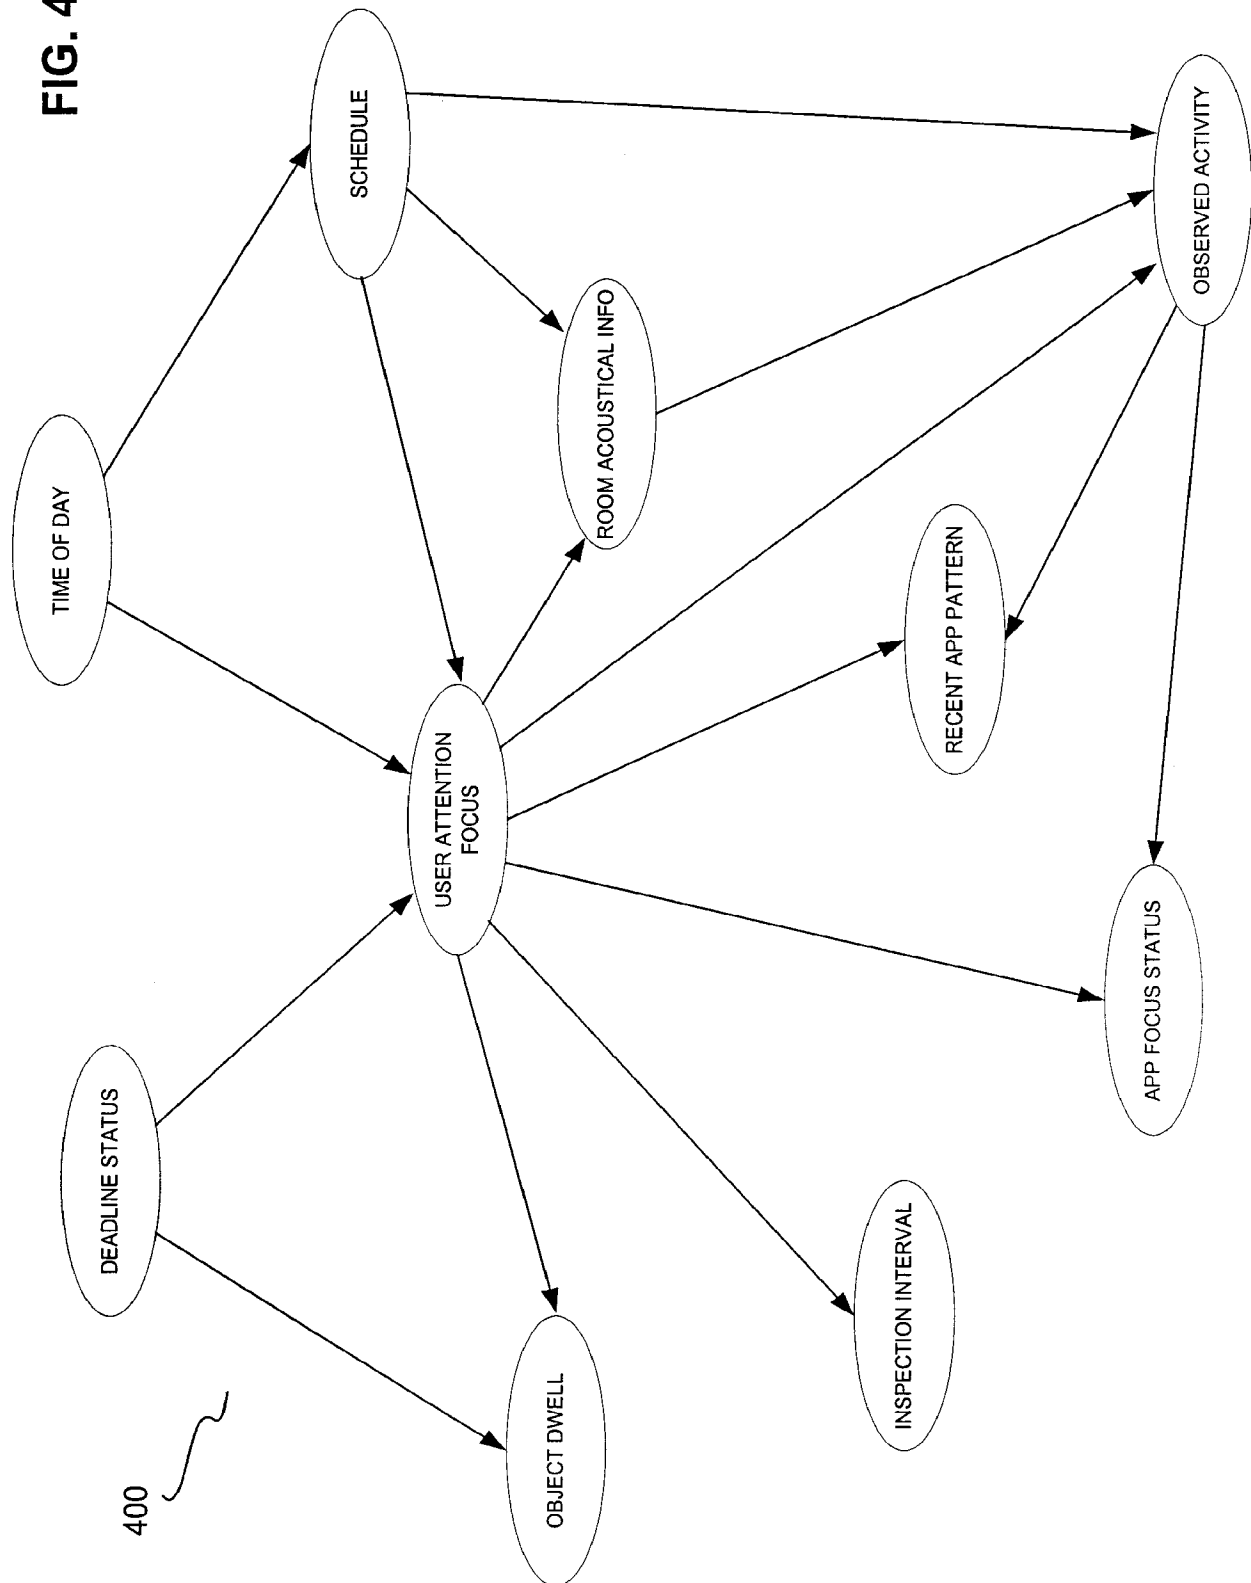 FIG. 4
TIME OF DAY
SCHEDULE
DEADLINE STATUS
USER ATTENTION
FOCUS
ROOM ACOUSTICAL INFO
OBJECT DWELL
INSPECTION INTERVAL
RECENT APP PATTERN
APP FOCUS STATUS
OBSERVED ACTIVITY
400